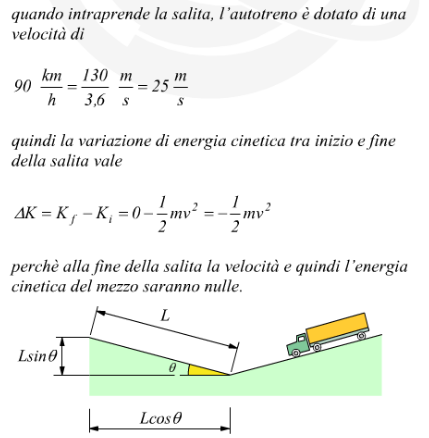 quando intraprende la salita, l'autotreno è dotato di una
velocità di
90 km/h = 130/3,6 m/s = 25 m/s
quindi la variazione di energia cinetica tra inizio e fine
della salita vale
ΔK = K_f – K_i = 0 – 1/2 mv² = – 1/2 mv²
perchè alla fine della salita la velocità e quindi l'energia
cinetica del mezzo saranno nulle.
L
Lsinθ
θ
Lcosθ